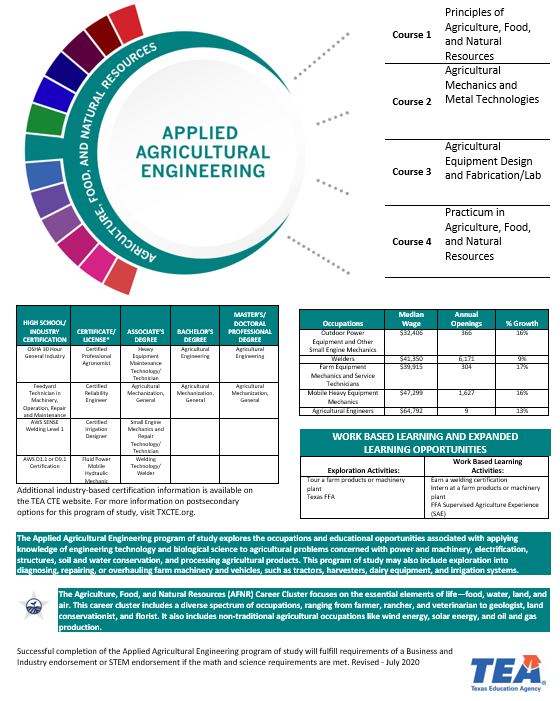 AGRICULTURE, FOOD, AND NATURAL RESOURCES
APPLIED
AGRICULTURAL
ENGINEERING
Course 1
Principles of
Agriculture, Food,
and Natural
Resources
Course 2
Agricultural
Mechanics and
Metal Technologies
Course 3
Agricultural
Equipment Design
and Fabrication/Lab
Course 4
Practicum in
Agriculture, Food,
and Natural
Resources
HIGH SCHOOL/
INDUSTRY
CERTIFICATION
CERTIFICATE/
LICENSE*
ASSOCIATE'S
DEGREE
BACHELOR'S
DEGREE
MASTER'S/
DOCTORAL
PROFESSIONAL
DEGREE
OSHA 30 Hour
General Industry
Certified
Professional
Agronomist
Heavy
Equipment
Maintenance
Technology/
Technician
Agricultural
Engineering
Agricultural
Engineering
Feedyard
Technician in
Machinery,
Operation, Repair
and Maintenance
Certified
Reliability
Engineer
Agricultural
Mechanization,
General
Agricultural
Mechanization,
General
Agricultural
Mechanization,
General
AWS SENSE
Welding Level 1
Certified
Irrigation
Designer
Small Engine
Mechanics and
Repair
Technology/
Technician
AWS D1.1 or D9.1
Certification
Fluid Power
Mobile
Hydraulic
Mechanic
Welding
Technology/
Welder
Additional industry-based certification information is available on
the TEA CTE website. For more information on postsecondary
options for this program of study, visit TXCTE.org.
Occupations
Median
Wage
Annual
Openings
% Growth
Outdoor Power
Equipment and Other
Small Engine Mechanics
$32,406
366
16%
Welders
$41,350
6,171
9%
Farm Equipment
Mechanics and Service
Technicians
$39,915
304
17%
Mobile Heavy Equipment
Mechanics
$47,299
1,627
16%
Agricultural Engineers
$64,792
9
13%
WORK BASED LEARNING AND EXPANDED
LEARNING OPPORTUNITIES
Exploration Activities:
Work Based Learning
Activities:
Tour a farm products or machinery
plant
Texas FFA
Earn a welding certification
Intern at a farm products or machinery
plant
FFA Supervised Agriculture Experience
(SAE)
The Applied Agricultural Engineering program of study explores the occupations and educational opportunities associated with applying
knowledge of engineering technology and biological science to agricultural problems concerned with power and machinery, electrification,
structures, soil and water conservation, and processing agricultural products. This program of study may also include exploration into
diagnosing, repairing, or overhauling farm machinery and vehicles, such as tractors, harvesters, dairy equipment, and irrigation systems.
The Agriculture, Food, and Natural Resources (AFNR) Career Cluster focuses on the essential elements of life—food, water, land, and
air. This career cluster includes a diverse spectrum of occupations, ranging from farmer, rancher, and veterinarian to geologist, land
conservationist, and florist. It also includes non-traditional agricultural occupations like wind energy, solar energy, and oil and gas
production.
Successful completion of the Applied Agricultural Engineering program of study will fulfill requirements of a Business and
Industry endorsement or STEM endorsement if the math and science requirements are met. Revised - July 2020
TEA
Texas Education Agency